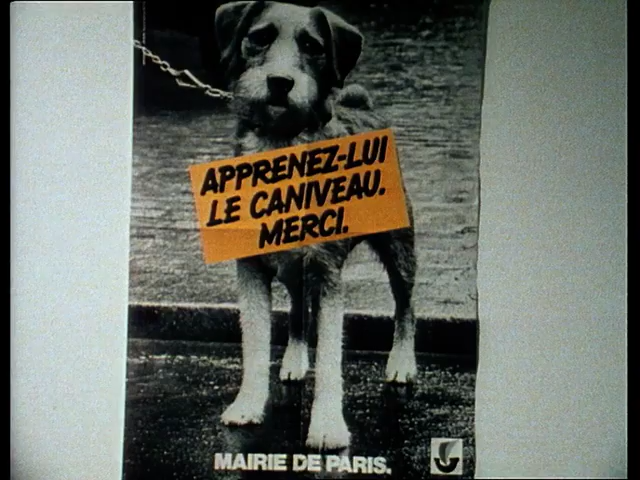 APPRENEZ-LUI
LE CANIVEAU.
MERCI.
MAIRIE DE PARIS.